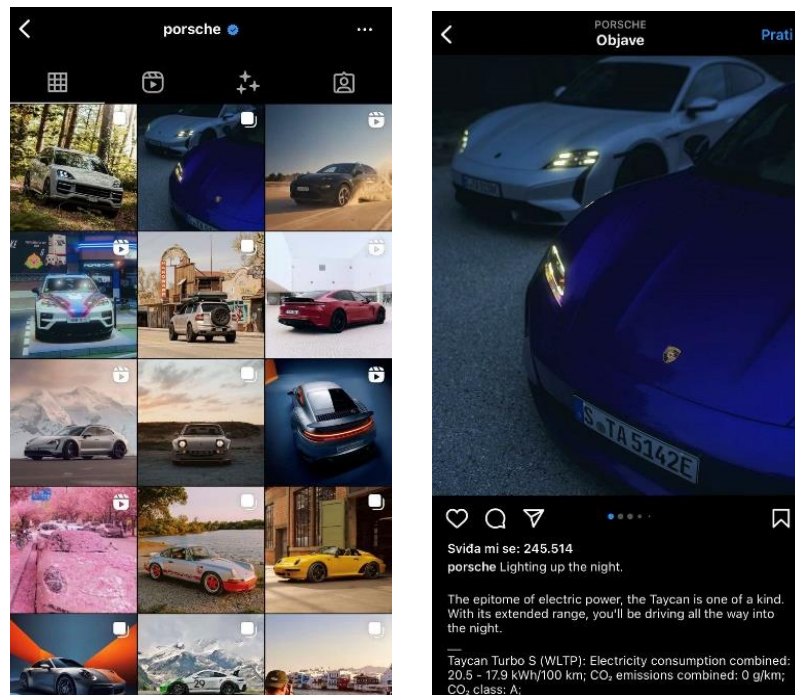 porsche
PORSCHE
29
PORSCHE
Objave
Prati
S TA 5142E
Sviđa mi se: 245.514
porsche Lighting up the night.
The epitome of electric power, the Taycan is one of a kind.
With its extended range, you'll be driving all the way into
the night.
Taycan Turbo S (WLTP): Electricity consumption combined:
20.5 - 17.9 kWh/100 km; CO₂ emissions combined: 0 g/km;
CO₂ class: A;